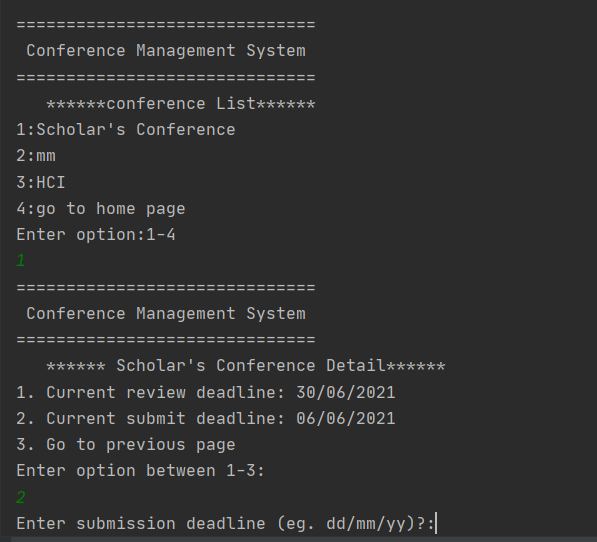 ==============================
Conference Management System
==============================
******conference List******
1:Scholar's Conference
2:mm
3:HCI
4:go to home page
Enter option:1-4
1
==============================
Conference Management System
==============================
****** Scholar's Conference Detail******
1. Current review deadline: 30/06/2021
2. Current submit deadline: 06/06/2021
3. Go to previous page
Enter option between 1-3:
2
Enter submission deadline (eg. dd/mm/yy)?: